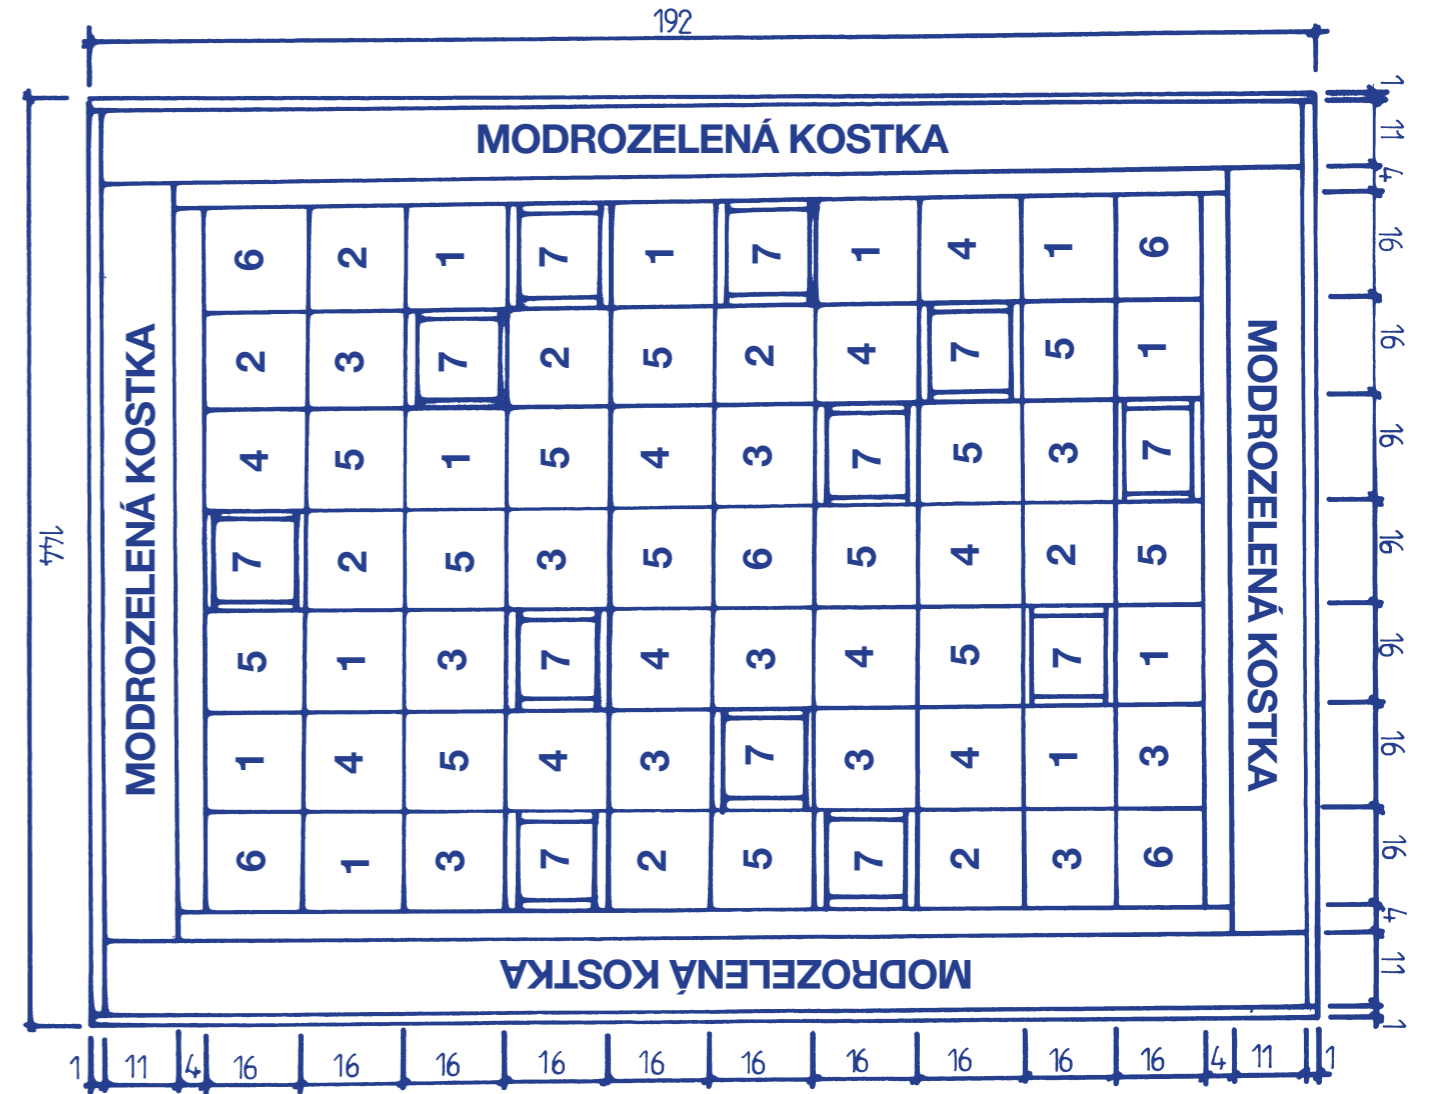 192
MODROZELENÁ KOSTKA
1
11
4
6 2 1 7 1 7 1 4 1 6
16
2 3 7 2 5 2 4 7 5 1
16
4 5 1 5 4 3 7 5 3 7
16
7 2 5 3 5 6 5 4 2 5
16
5 1 3 7 4 3 4 5 7 1
16
1 4 5 4 3 7 3 4 1 3
16
6 1 3 7 2 5 7 2 3 6
16
4
11
1
MODROZELENÁ KOSTKA
MODROZELENÁ KOSTKA
144
MODROZELENÁ KOSTKA
1 11 4 16 16 16 16 16 16 16 16 16 16 4 11 1